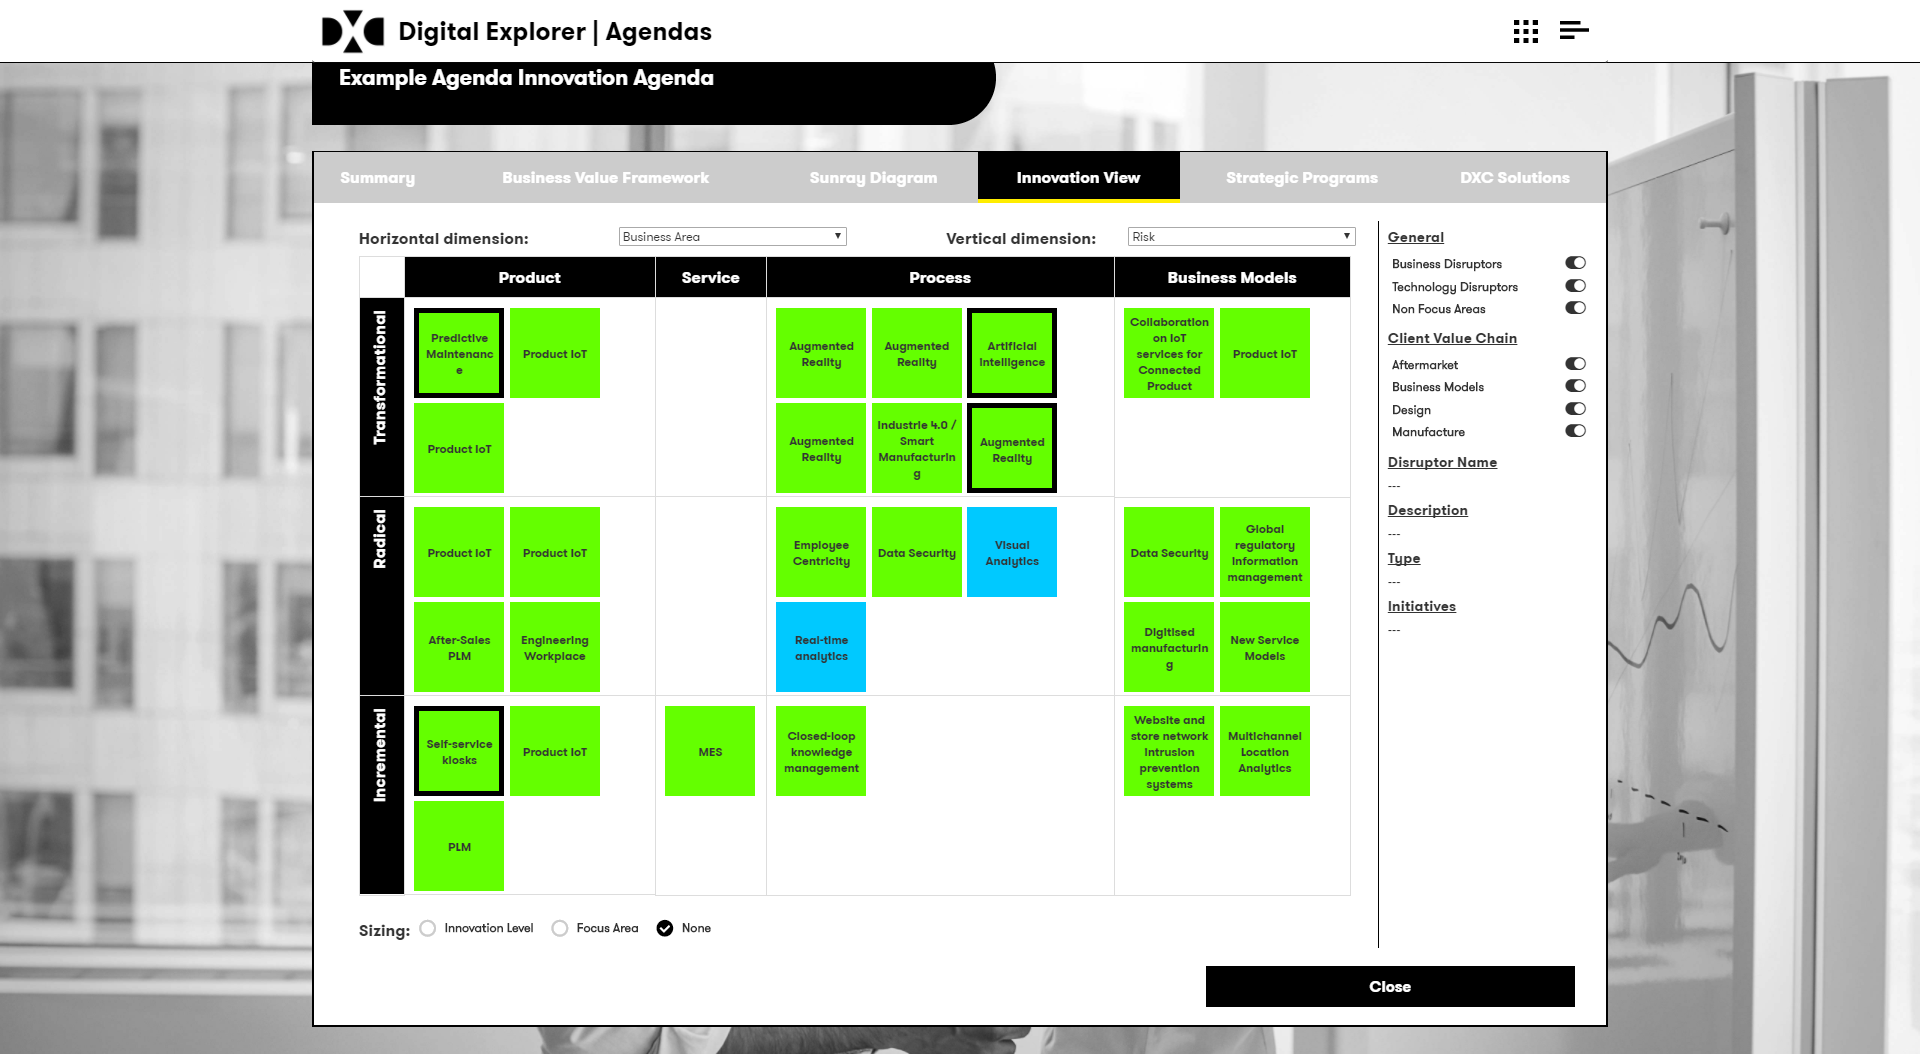 DXC Digital Explorer | Agendas
Example Agenda Innovation Agenda
Summary
Business Value Framework
Sunray Diagram
Innovation View
Strategic Programs
DXC Solutions
Horizontal dimension:
Business Area
Vertical dimension:
Risk
Product
Service
Process
Business Models
Transformational
Predictive
Maintenanc
e
Product IoT
Product IoT
Augmented
Reality
Augmented
Reality
Artificial
Intelligence
Augmented
Reality
Industrie 4.0 /
Smart
Manufacturin
g
Augmented
Reality
Collaboration
on IoT
services for
Connected
Product
Product IoT
Radical
Product IoT
Product IoT
After-Sales
PLM
Engineering
Workplace
Employee
Centricity
Data Security
Visual
Analytics
Real-time
analytics
Data Security
Global
regulatory
information
management
Digitised
manufacturin
g
New Service
Models
Incremental
Self-service
kiosks
Product IoT
PLM
MES
Closed-loop
knowledge
management
Website and
store network
intrusion
prevention
systems
Multichannel
Location
Analytics
Sizing:
Innovation Level
Focus Area
None
General
Business Disruptors
Technology Disruptors
Non Focus Areas
Client Value Chain
Aftermarket
Business Models
Design
Manufacture
Disruptor Name
---
Description
---
Type
---
Initiatives
---
Close